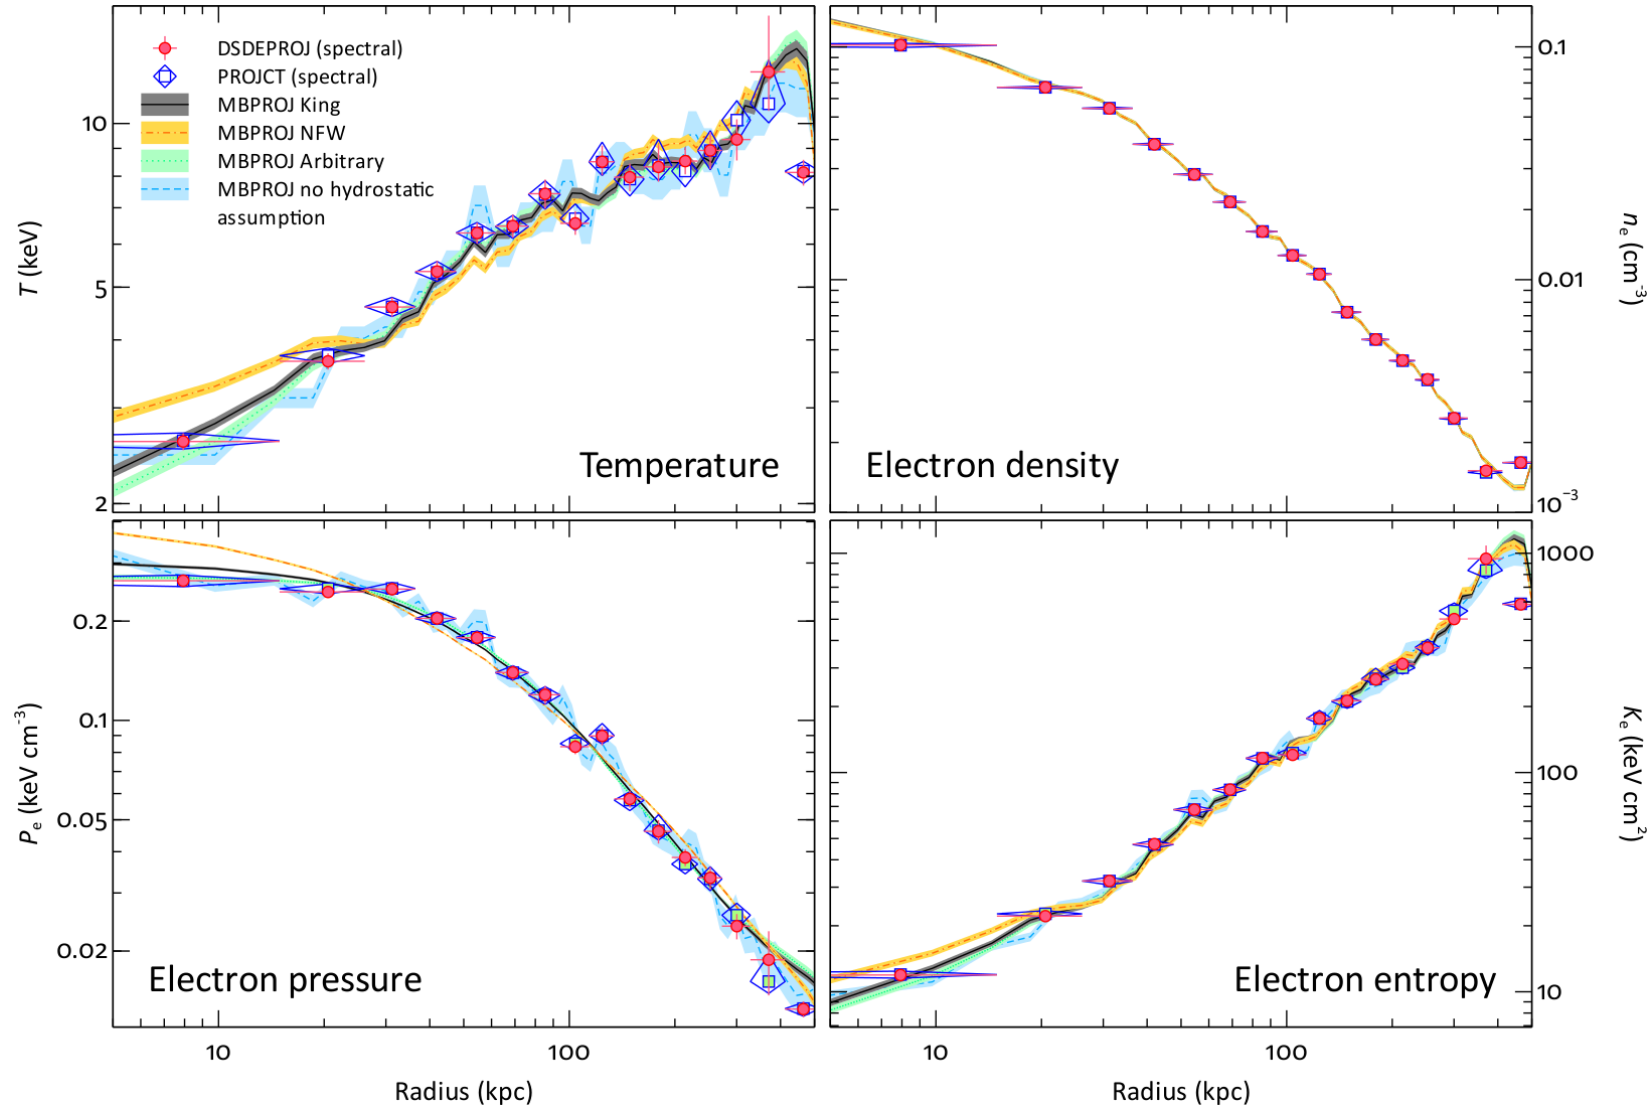 DSDEPROJ (spectral)
PROJCT (spectral)
MBPROJ King
MBPROJ NFW
MBPROJ Arbitrary
MBPROJ no hydrostatic
assumption
10
5
2
T (keV)
Temperature
0.1
0.01
10⁻³
nₑ (cm⁻³)
Electron density
0.2
0.1
0.05
0.02
Pₑ (keV cm⁻³)
Electron pressure
10
100
Radius (kpc)
1000
100
10
Kₑ (keV cm²)
Electron entropy
10
100
Radius (kpc)